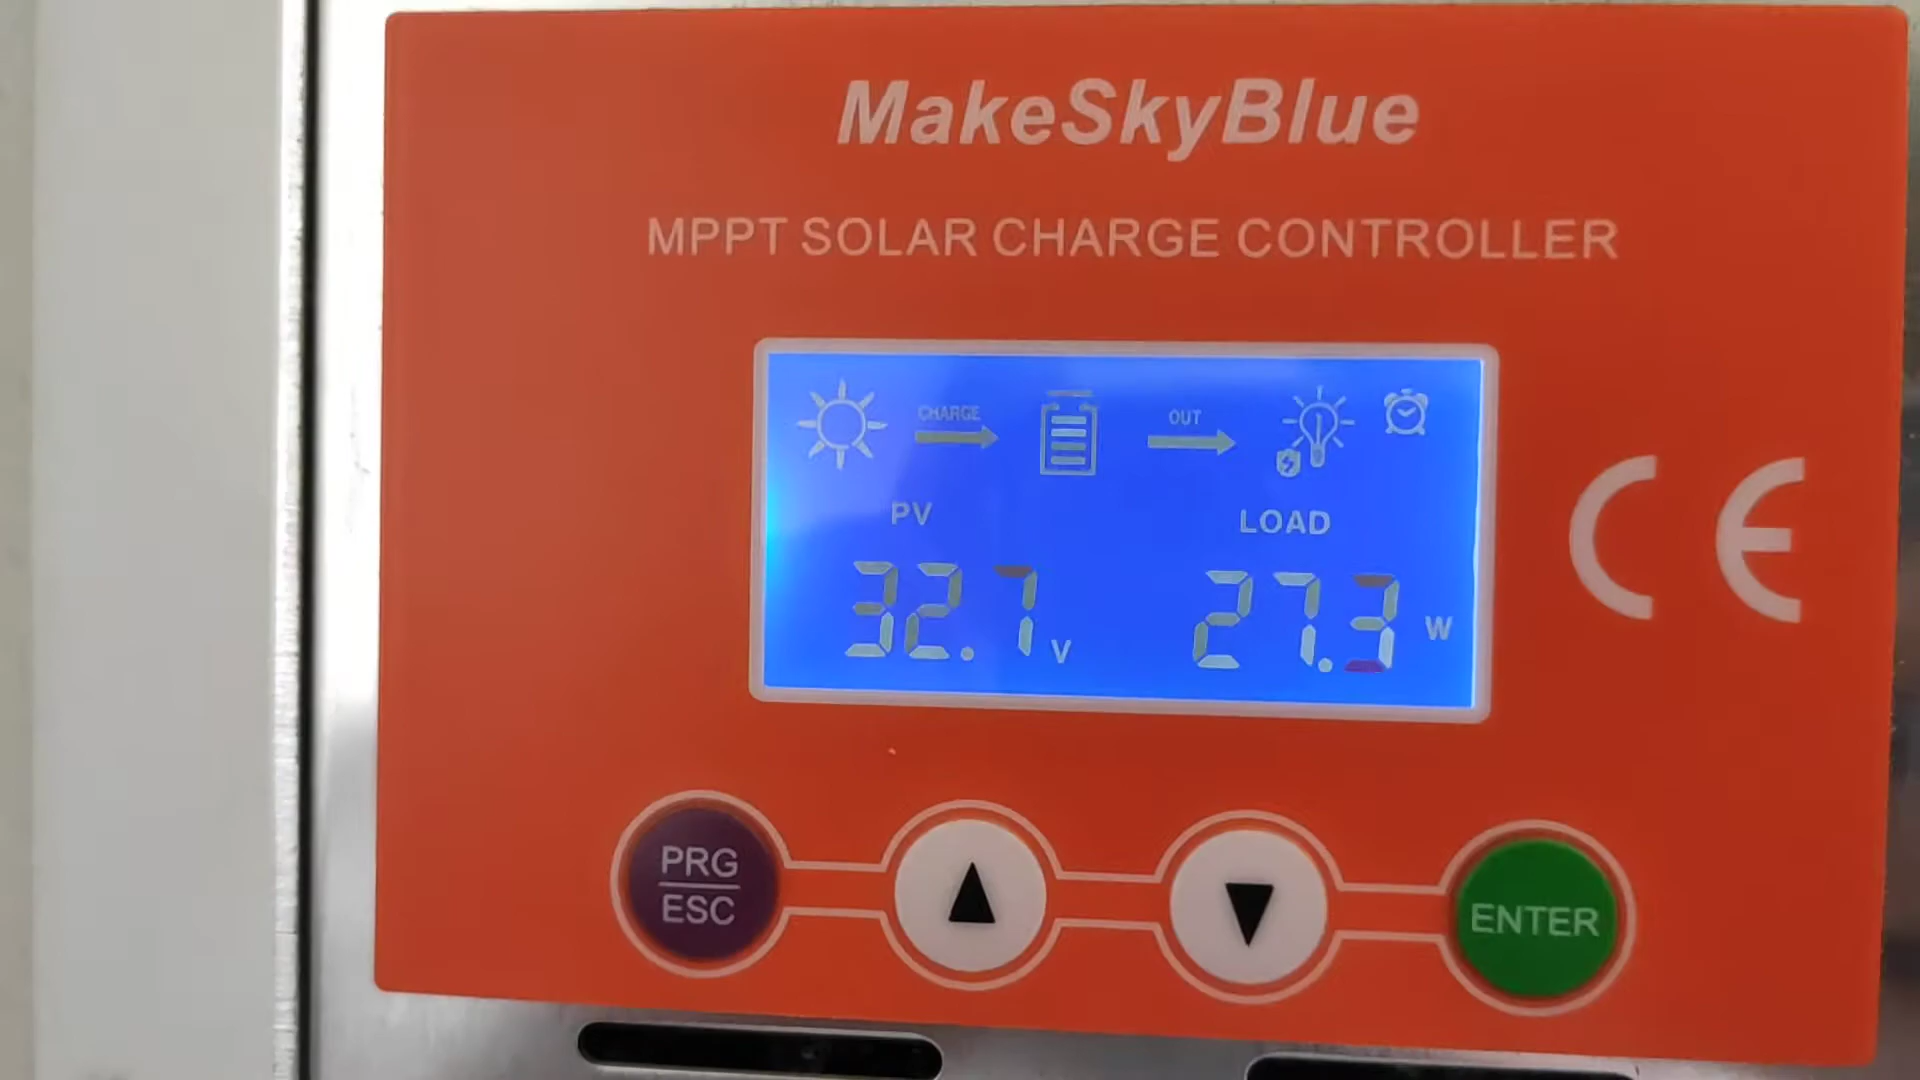 MakeSkyBlue
MPPT SOLAR CHARGE CONTROLLER
CHARGE OUT
PV LOAD
32.7 V 27.3 W
CE
PRG
ESC
ENTER